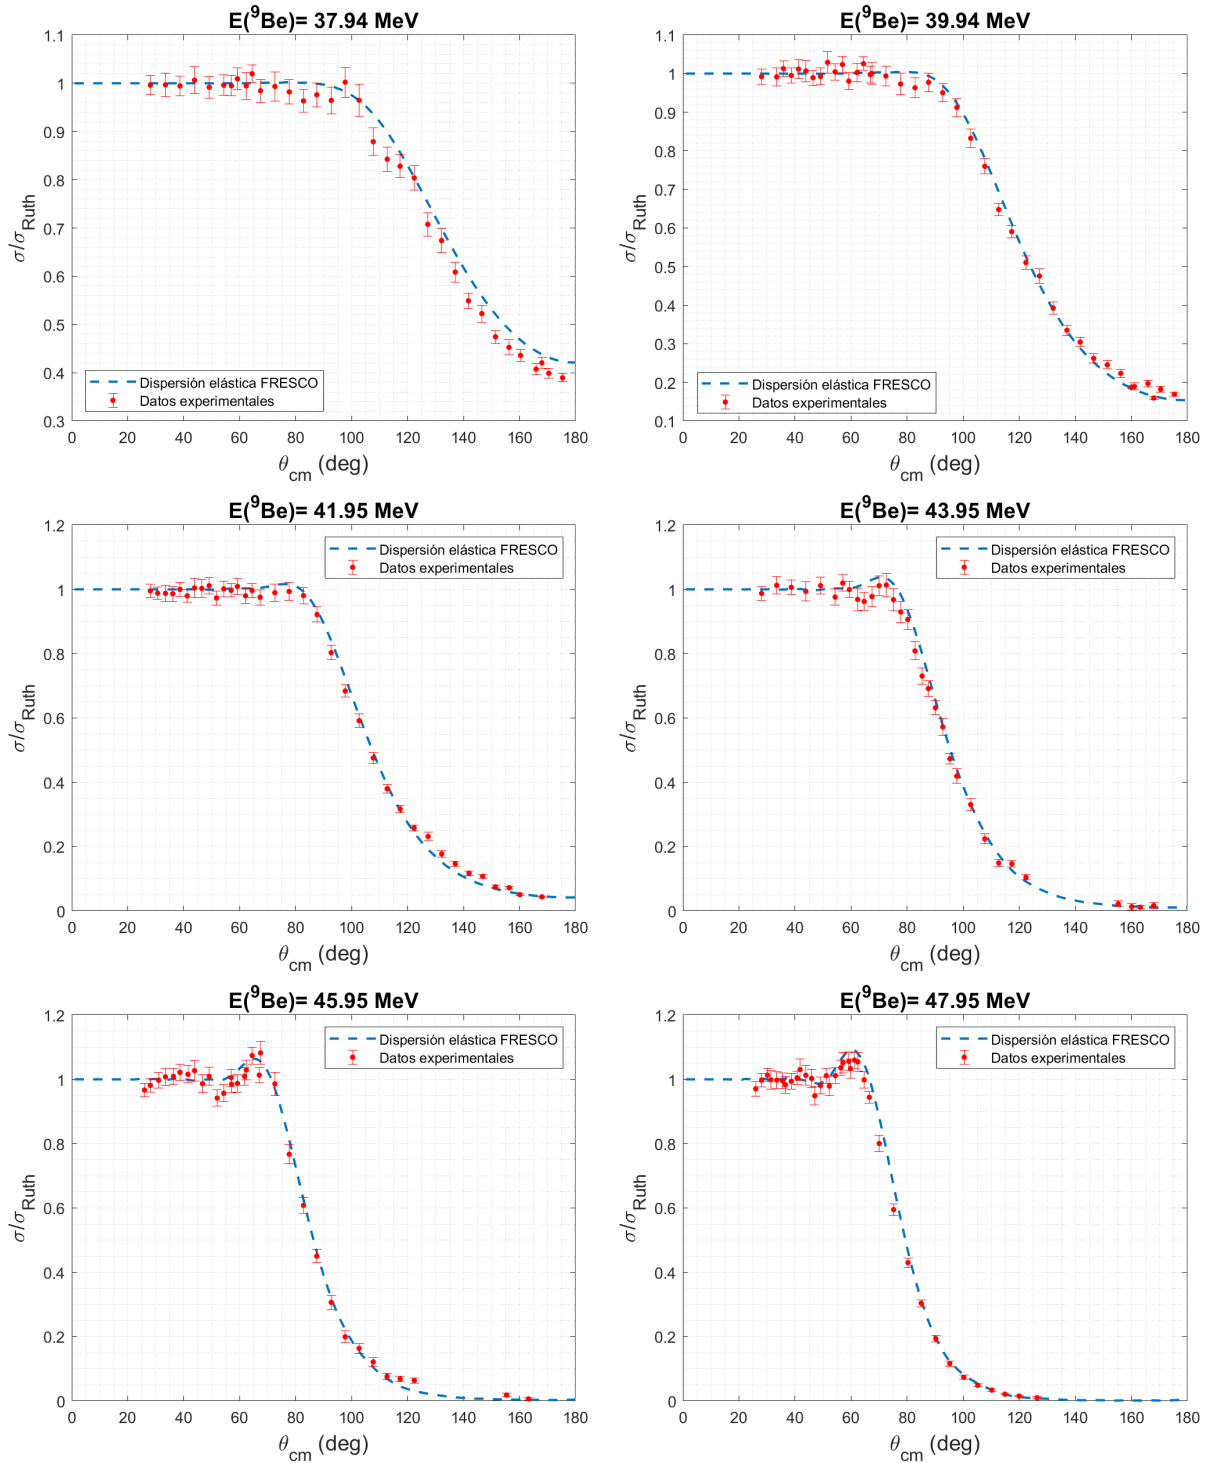 E(⁹Be)= 37.94 MeV
1.1
1
0.9
0.8
0.7
0.6
0.5
0.4
0.3
σ/σRuth
Dispersión elástica FRESCO
Datos experimentales
0 20 40 60 80 100 120 140 160 180
θcm (deg)
E(⁹Be)= 39.94 MeV
1.1
1
0.9
0.8
0.7
0.6
0.5
0.4
0.3
0.2
0.1
σ/σRuth
Dispersión elástica FRESCO
Datos experimentales
0 20 40 60 80 100 120 140 160 180
θcm (deg)
E(⁹Be)= 41.95 MeV
1.2
1
0.8
0.6
0.4
0.2
0
σ/σRuth
Dispersión elástica FRESCO
Datos experimentales
0 20 40 60 80 100 120 140 160 180
θcm (deg)
E(⁹Be)= 43.95 MeV
1.2
1
0.8
0.6
0.4
0.2
0
σ/σRuth
Dispersión elástica FRESCO
Datos experimentales
0 20 40 60 80 100 120 140 160 180
θcm (deg)
E(⁹Be)= 45.95 MeV
1.2
1
0.8
0.6
0.4
0.2
0
σ/σRuth
Dispersión elástica FRESCO
Datos experimentales
0 20 40 60 80 100 120 140 160 180
θcm (deg)
E(⁹Be)= 47.95 MeV
1.2
1
0.8
0.6
0.4
0.2
0
σ/σRuth
Dispersión elástica FRESCO
Datos experimentales
0 20 40 60 80 100 120 140 160 180
θcm (deg)